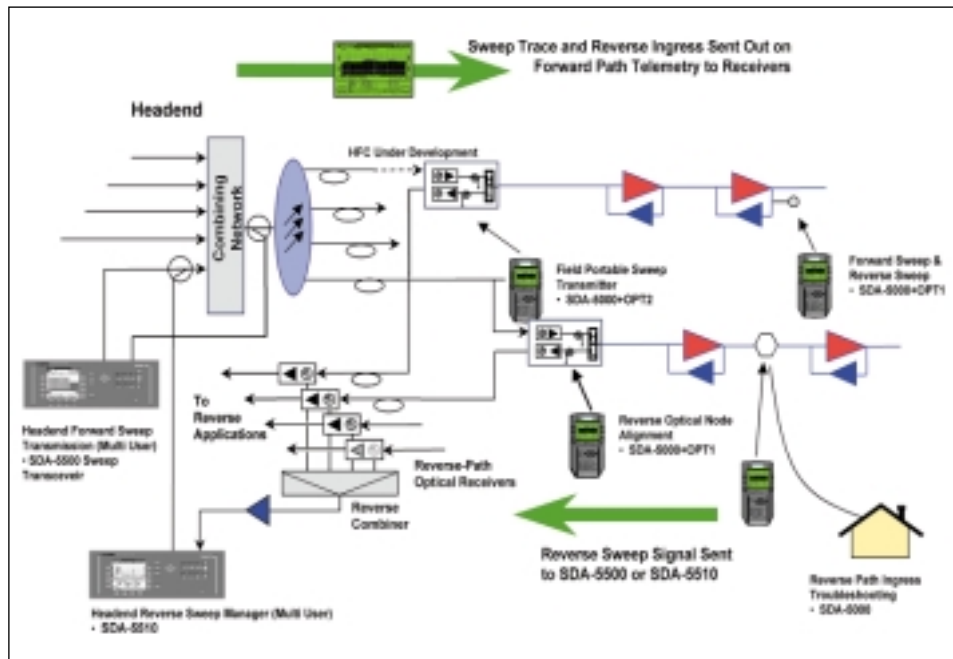 Sweep Trace and Reverse Ingress Sent Out on
Forward Path Telemetry to Receivers
Headend
HFC Under Development
Combining
Network
Field Portable Sweep
Transmitter
• SDA-5000+OPT2
Forward Sweep &
Reverse Sweep
• SDA-5000+OPT1
Headend Forward Sweep
Transmission (Multi User)
• SDA-5500 Sweep
Transceveir
To
Reverse
Applications
Reverse-Path
Optical Receivers
Reverse
Combiner
Reverse Optical Node
Alignment
• SDA-5000+OPT1
Reverse Sweep Signal Sent
to SDA-5500 or SDA-5510
Headend Reverse Sweep Manager (Multi User)
• SDA-5510
Reverse Path Ingress
Troubleshooting
• SDA-5000